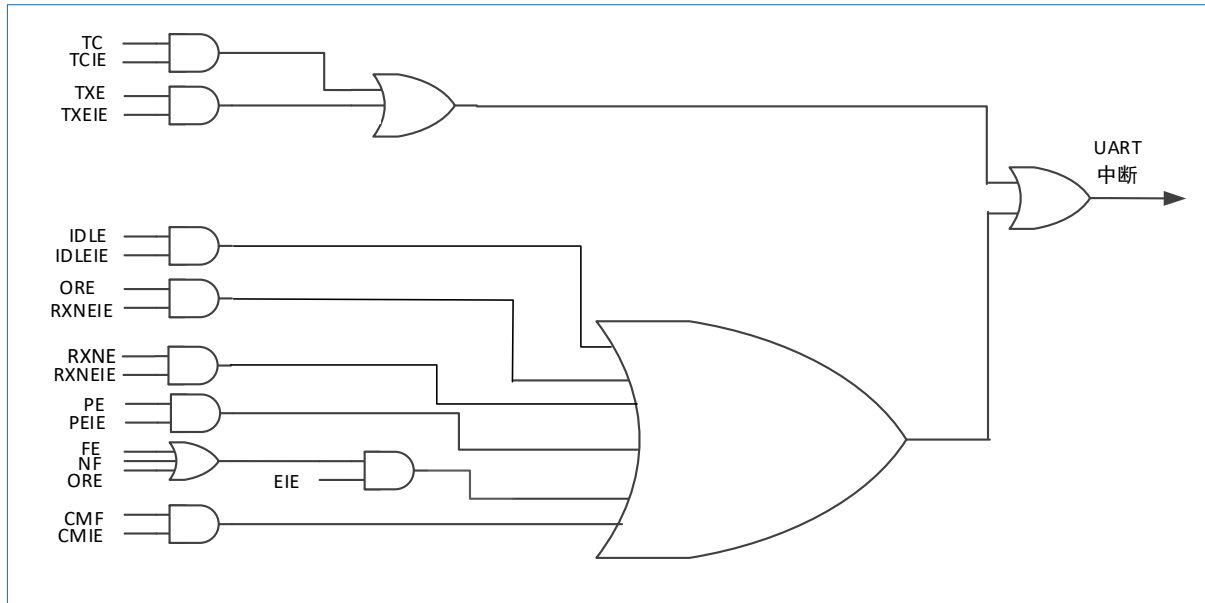 TC
TCIE
TXE
TXEIE
UART
中断
IDLE
IDLEIE
ORE
RXNEIE
RXNE
RXNEIE
PE
PEIE
FE
NF
ORE
EIE
CMF
CMIE